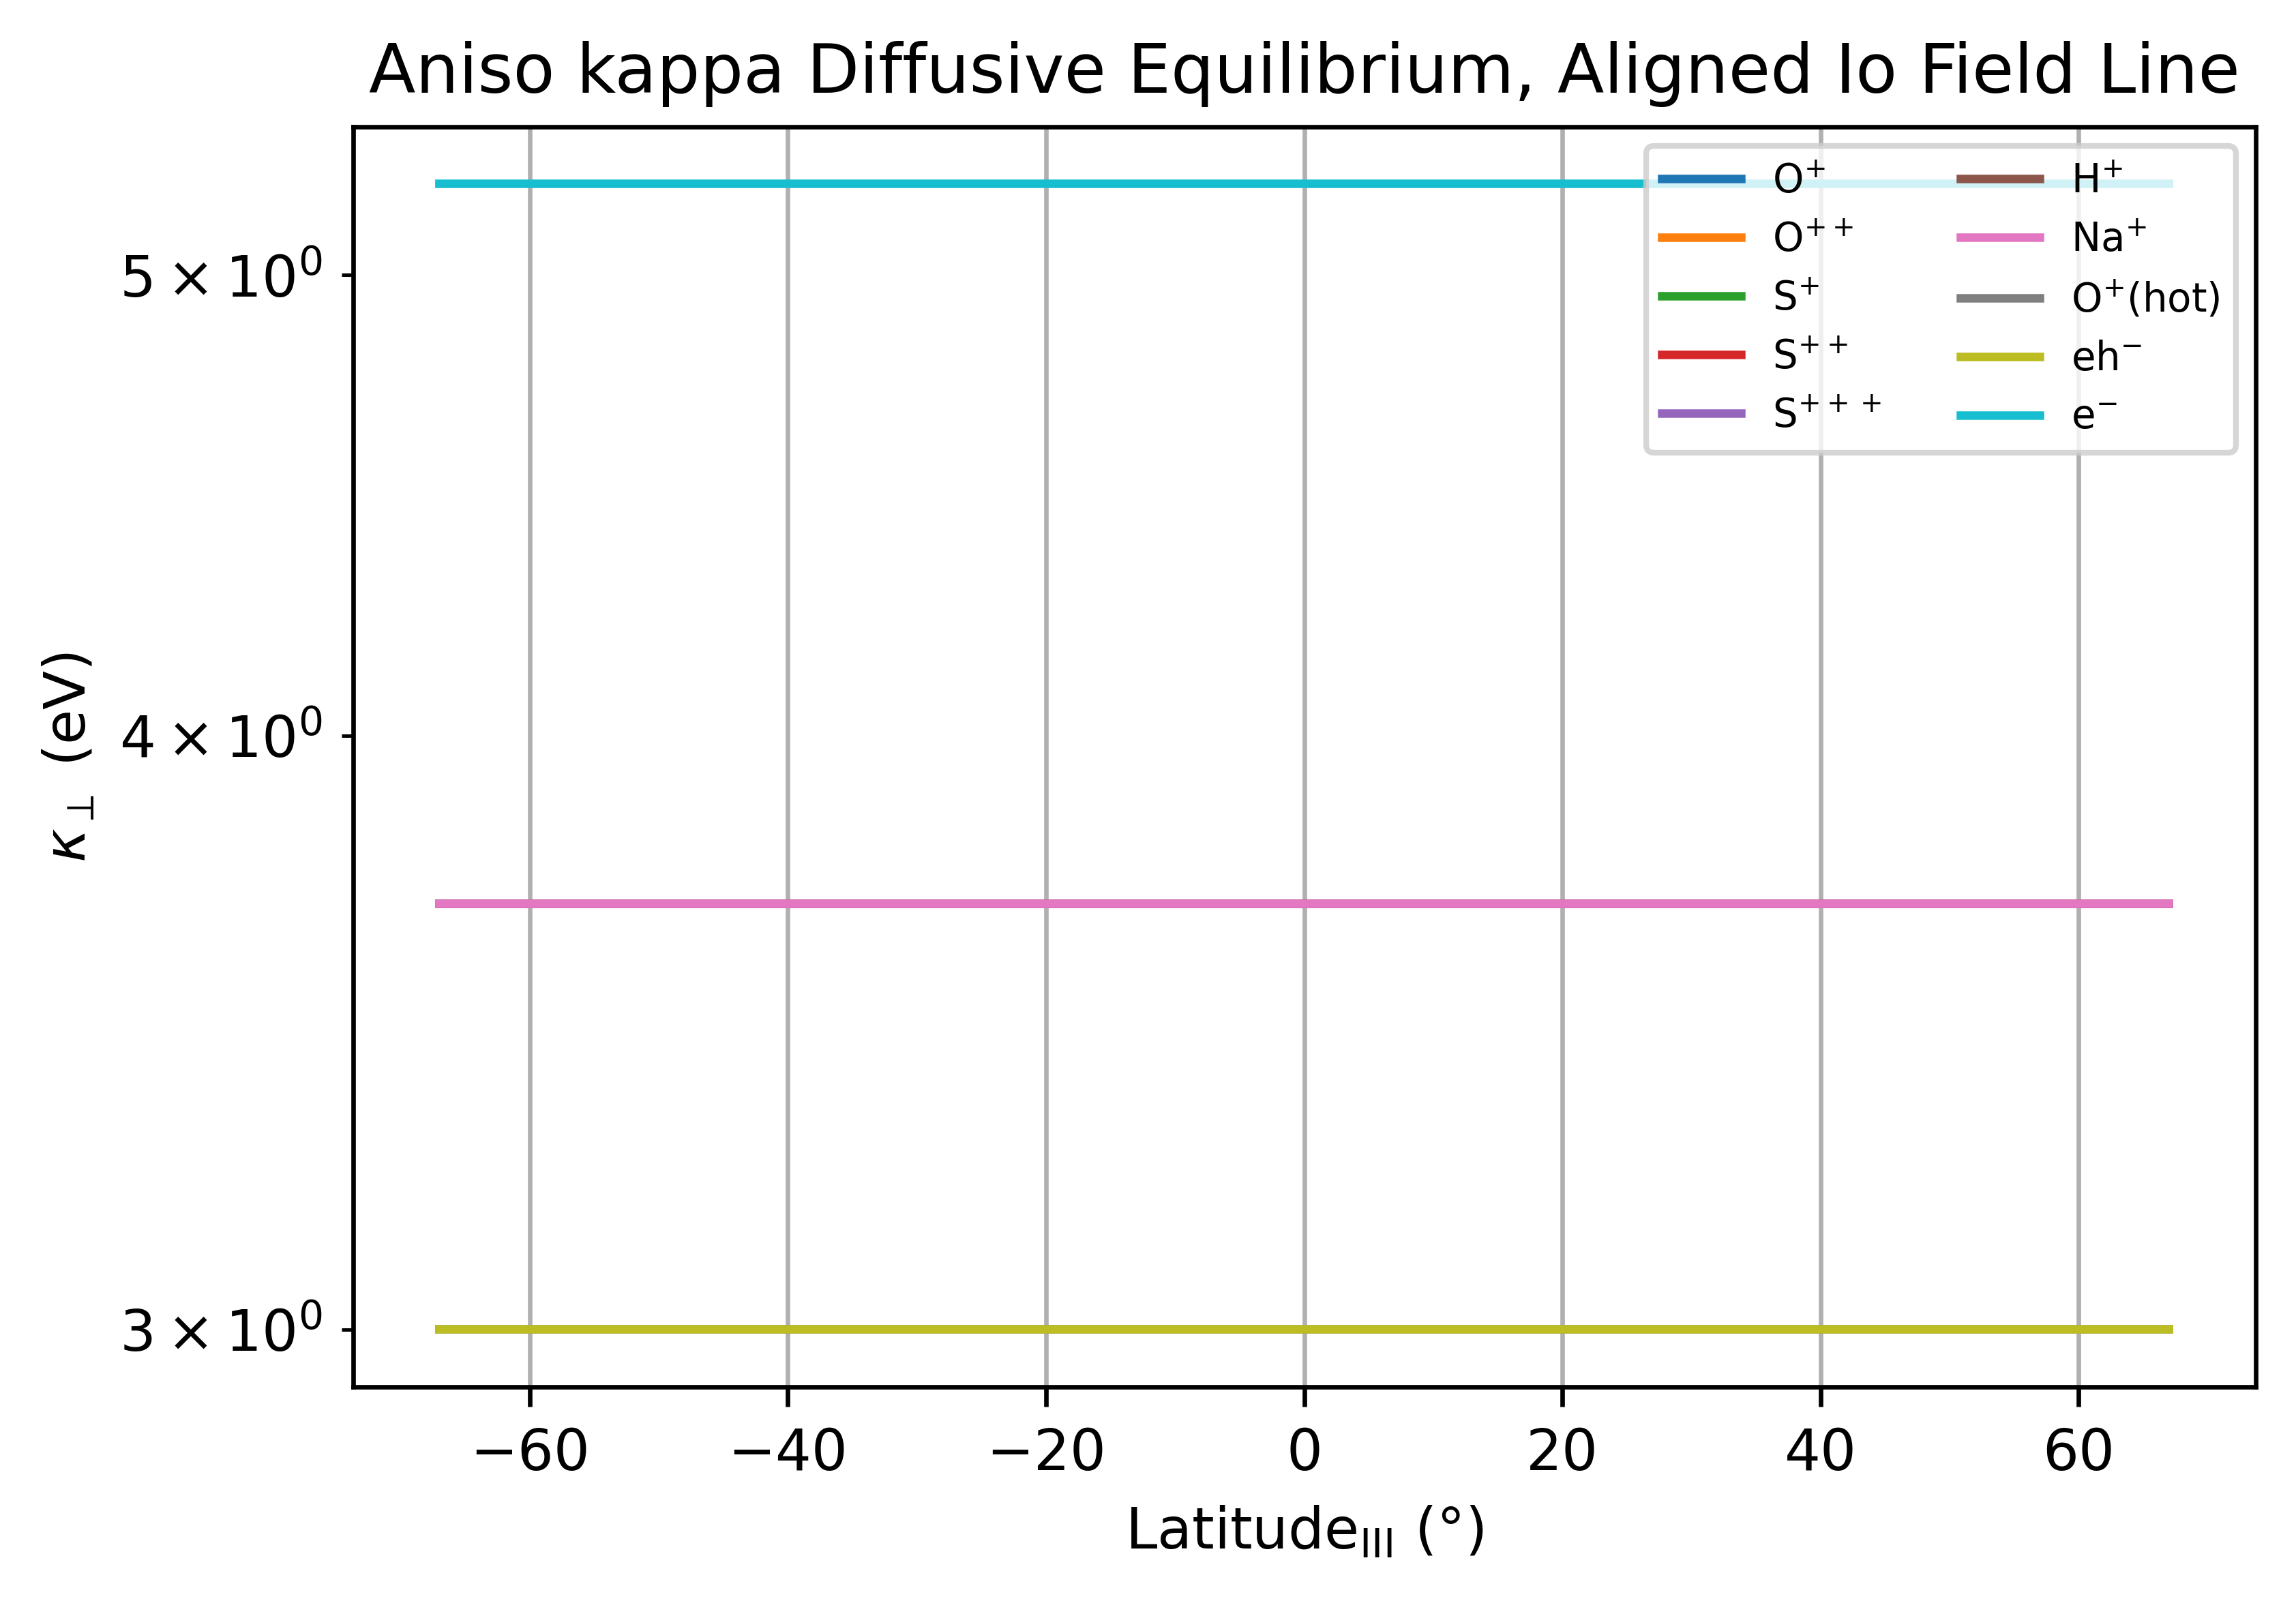 Aniso kappa Diffusive Equilibrium, Aligned Io Field Line
κ⊥ (eV)
5 × 10⁰
4 × 10⁰
3 × 10⁰
O⁺
O⁺⁺
S⁺
S⁺⁺
S⁺⁺⁺
H⁺
Na⁺
O⁺(hot)
eh⁻
e⁻
−60 −40 −20 0 20 40 60
Latitude_III (°)